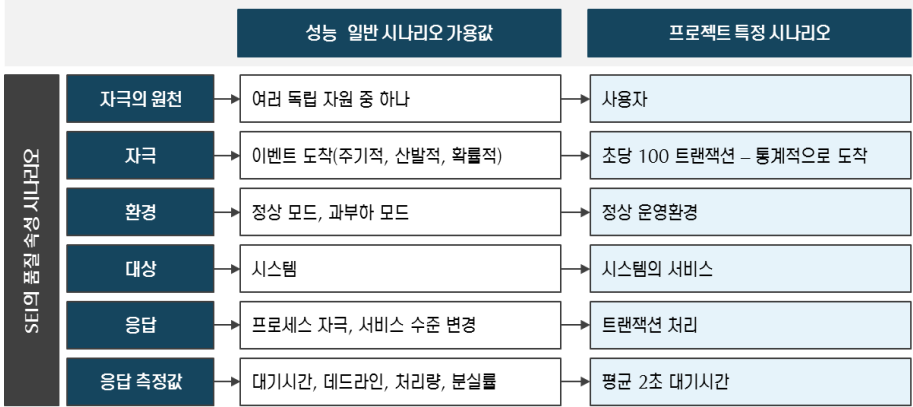 성능 일반 시나리오 가용값
프로젝트 특정 시나리오
SEI의 품질 속성 시나리오
자극의 원천
여러 독립 자원 중 하나
사용자
자극
이벤트 도착(주기적, 산발적, 확률적)
초당 100 트랜잭션 – 통계적으로 도착
환경
정상 모드, 과부하 모드
정상 운영환경
대상
시스템
시스템의 서비스
응답
프로세스 자극, 서비스 수준 변경
트랜잭션 처리
응답 측정값
대기시간, 데드라인, 처리량, 분실률
평균 2초 대기시간